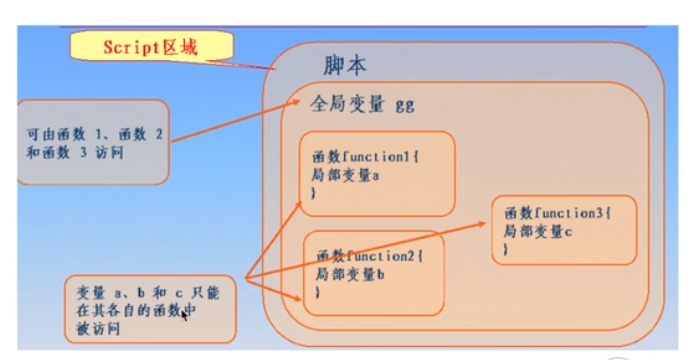 Script区域
脚本
全局变量 gg
可由函数 1、函数 2
和函数 3 访问
函数function1{
局部变量a
}
函数function3{
局部变量c
}
函数function2{
局部变量b
}
变量 a、b 和 c 只能
在其各自的函数中
被访问